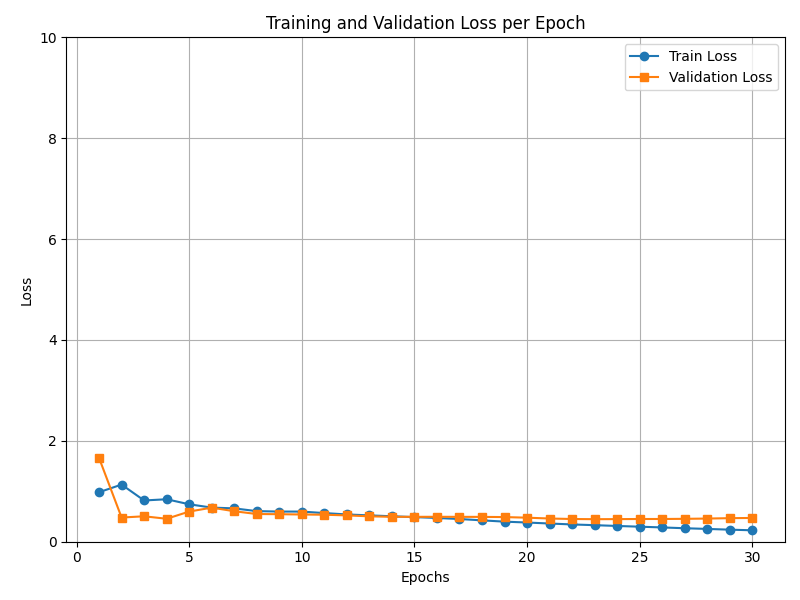 Training and Validation Loss per Epoch
10
8
6
4
2
0
Loss
Train Loss
Validation Loss
0 5 10 15 20 25 30
Epochs